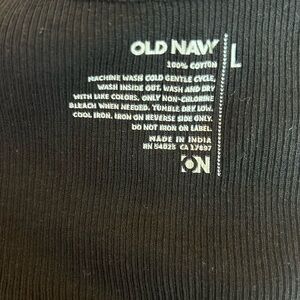 OLD NAVY
L
100% COTTON
MACHINE WASH COLD GENTLE CYCLE,
WASH INSIDE OUT. WASH AND DRY
WITH LIKE COLORS. ONLY NON-CHLORINE
BLEACH WHEN NEEDED. TUMBLE DRY LOW.
COOL IRON. IRON ON REVERSE SIDE ONLY.
DO NOT IRON ON LABEL.
MADE IN INDIA
RN 54023 CA 17897
ON